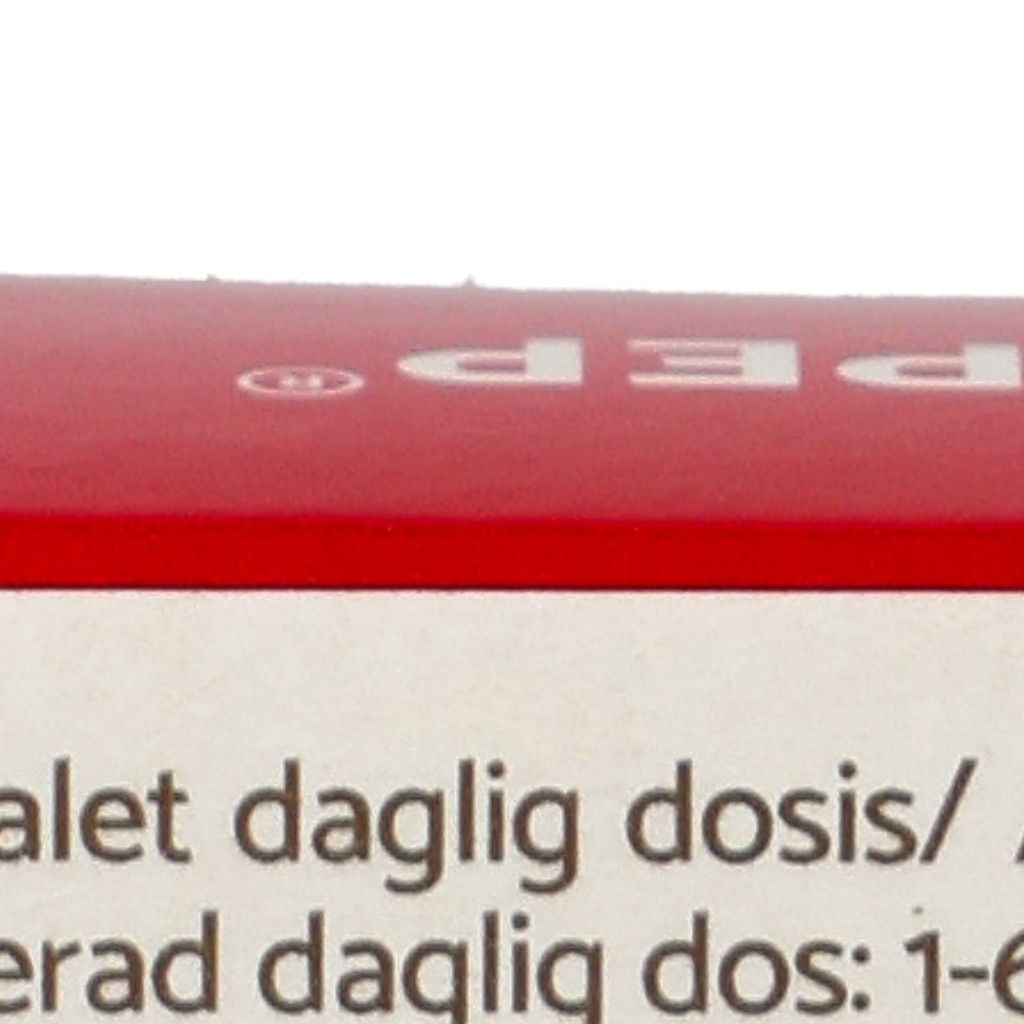 PEP®
alet daglig dosis/
erad daglig dos: 1-6